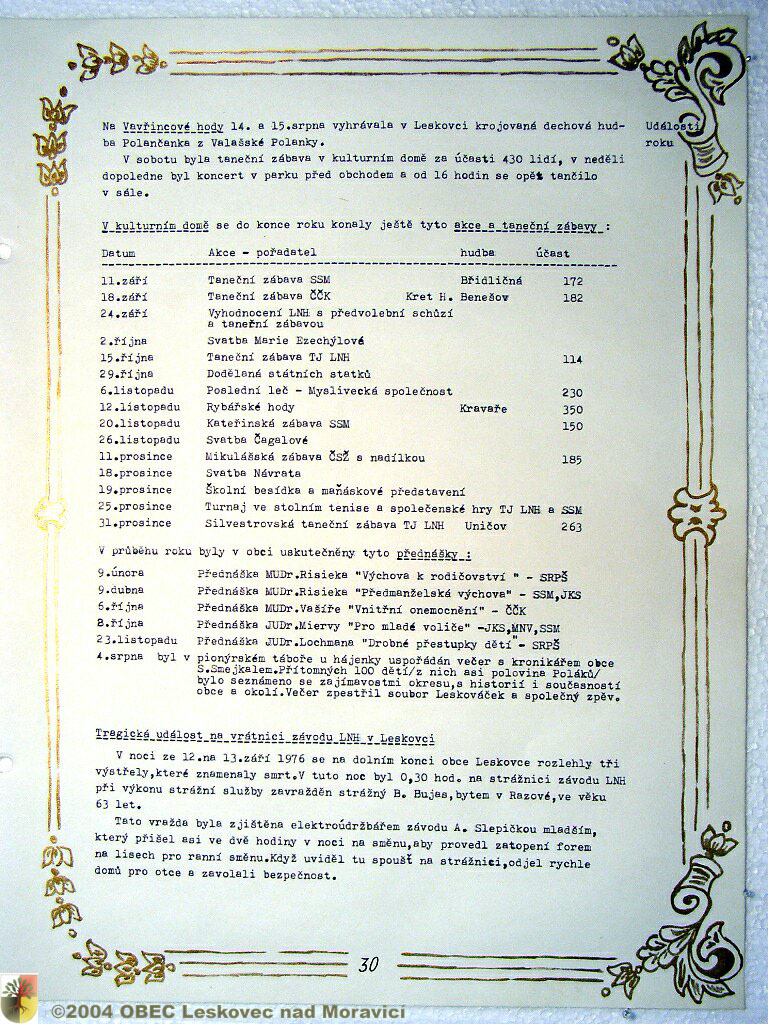 Na Vavřincové hody 14. a 15.srpna vyhrávala v Leskovci krojovaná dechová hud-
ba Polančanka z Valašské Polanky.
Události
roku
V sobotu byla taneční zábava v kulturním domě za účasti 430 lidí, v neděli
dopoledne byl koncert v parku před obchodem a od 16 hodin se opět tančilo
v sále.
V kulturním domě se do konce roku konaly ještě tyto akce a taneční zábavy :
Datum Akce - pořadatel hudba účast
11.září Taneční zábava SSM Břidličná 172
18.září Taneční zábava ČČK Kret H. Benešov 182
24.září Vyhodnocení LNH s předvolební schůzí
a taneční zábavou
2.října Svatba Marie Ezechýlové
15.října Taneční zábava TJ LNH 114
29.října Dodělaná státních statků
6.listopadu Poslední leč - Myslivecká společnost 230
12.listopadu Rybářské hody Kravaře 350
20.listopadu Kateřinská zábava SSM 150
26.listopadu Svatba Čagalové
11.prosince Mikulášská zábava ČSŽ s nadílkou 185
18.prosince Svatba Návrata
19.prosince Školní besídka a maňáskové představení
25.prosince Turnaj ve stolním tenise a společenské hry TJ LNH a SSM
31.prosince Silvestrovská taneční zábava TJ LNH Uničov 263
V průběhu roku byly v obci uskutečněny tyto přednášky :
9.února Přednáška MUDr.Risieka "Výchova k rodičovství " - SRPŠ
9.dubna Přednáška MUDr.Risieka "Předmanželská výchova" - SSM,JKS
6.října Přednáška MUDr.Vašíře "Vnitřní onemocnění" - ČČK
8.října Přednáška JUDr.Miervy "Pro mladé voliče" -JKS,MNV,SSM
23.listopadu Přednáška JUDr.Lochmana "Drobné přestupky dětí"- SRPŠ
4.srpna byl v pionýrském táboře u hájenky uspořádán večer s kronikářem obce
S.Smejkalem.Přítomných 100 dětí/z nich asi polovina Poláků/
bylo seznámeno se zajímavostmi okresu,s historií i současností
obce a okolí.Večer zpestřil soubor Leskováček a společný zpěv.
Tragická událost na vrátnici závodu LNH v Leskovci
V noci ze 12.na 13.září 1976 se na dolním konci obce Leskovce rozlehly tři
výstřely,které znamenaly smrt.V tuto noc byl 0,30 hod. na strážnici závodu LNH
při výkonu strážní služby zavražděn strážný B. Bujas,bytem v Razové,ve věku
63 let.
Tato vražda byla zjištěna elektroúdržbářem závodu A. Slepičkou mladším,
který přišel asi ve dvě hodiny v noci na směnu,aby provedl zatopení forem
na lisech pro ranní směnu.Když uviděl tu spoušť na strážnici,odjel rychle
domů pro otce a zavolali bezpečnost.
30
©2004 OBEC Leskovec nad Moravicí